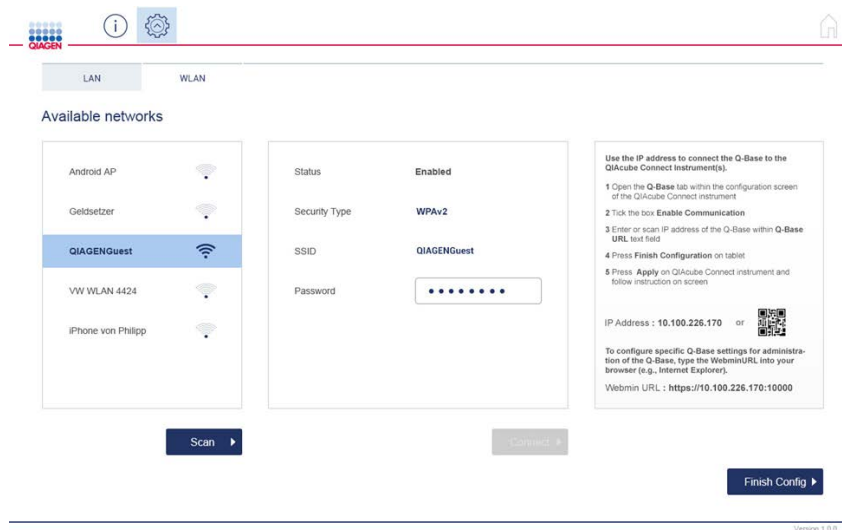 QIAGEN
LAN
WLAN
Available networks
Android AP
Geldsetzer
QIAGENGuest
VW WLAN 4424
iPhone von Philipp
Scan
Status
Enabled
Security Type
WPAv2
SSID
QIAGENGuest
Password
Connect
Use the IP address to connect the Q-Base to the
QIAcube Connect Instrument(s).
1 Open the Q-Base tab within the configuration screen
of the QIAcube Connect instrument
2 Tick the box Enable Communication
3 Enter or scan IP address of the Q-Base within Q-Base
URL text field
4 Press Finish Configuration on tablet
5 Press Apply on QIAcube Connect instrument and
follow instruction on screen
IP Address : 10.100.226.170 or
To configure specific Q-Base settings for administra-
tion of the Q-Base, type the WebminURL into your
browser (e.g., Internet Explorer).
Webmin URL : https://10.100.226.170:10000
Finish Config
Version 1.0.0